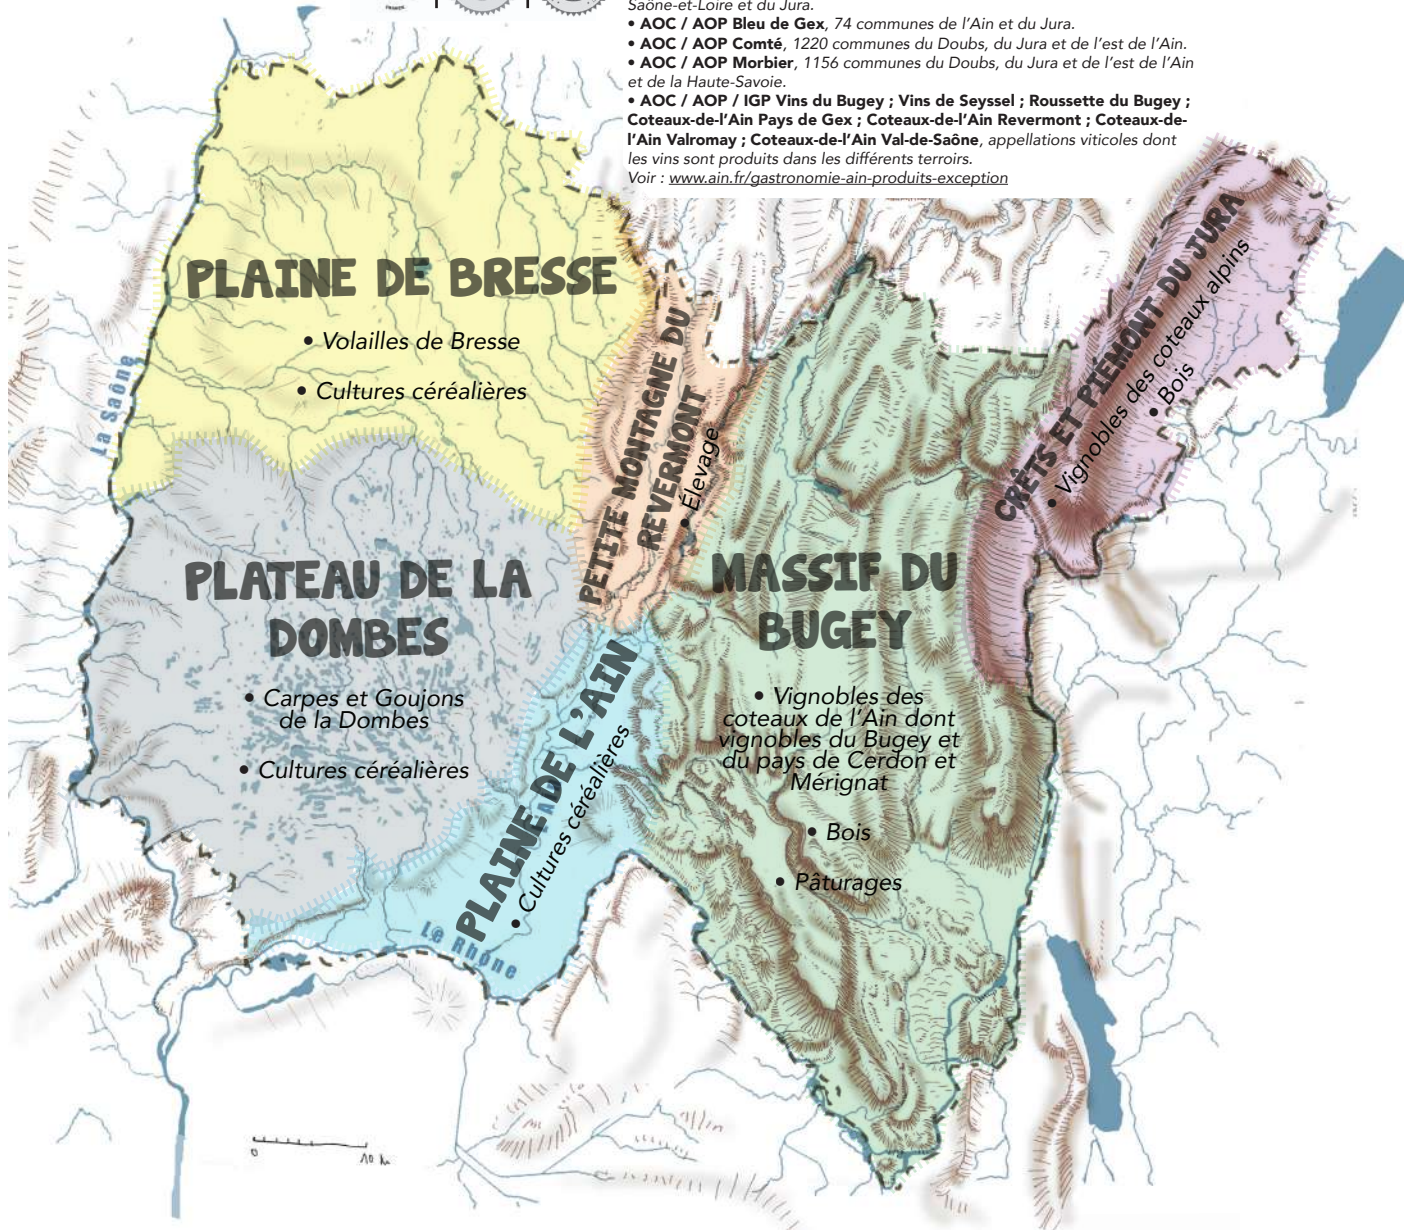 Saône-et-Loire et du Jura.
• AOC / AOP Bleu de Gex, 74 communes de l'Ain et du Jura.
• AOC / AOP Comté, 1220 communes du Doubs, du Jura et de l'est de l'Ain.
• AOC / AOP Morbier, 1156 communes du Doubs, du Jura et de l'est de l'Ain
et de la Haute-Savoie.
• AOC / AOP / IGP Vins du Bugey ; Vins de Seyssel ; Roussette du Bugey ;
Coteaux-de-l'Ain Pays de Gex ; Coteaux-de-l'Ain Revermont ; Coteaux-de-
l'Ain Valromay ; Coteaux-de-l'Ain Val-de-Saône, appellations viticoles dont
les vins sont produits dans les différents terroirs.
Voir : www.ain.fr/gastronomie-ain-produits-exception
PLAINE DE BRESSE
• Volailles de Bresse
• Cultures céréalières
La Saône
PETITE MONTAGNE DU
REVERMONT
• Élevage
CRÊTS ET PIÉMONT DU JURA
• Vignobles des coteaux alpins
• Bois
PLATEAU DE LA
DOMBES
• Carpes et Goujons
de la Dombes
• Cultures céréalières
MASSIF DU
BUGEY
• Vignobles des
coteaux de l'Ain dont
vignobles du Bugey et
du pays de Cerdon et
Mérignat
• Bois
• Pâturages
PLAINE DE L'AIN
• Cultures céréalières
Le Rhône
0 10 k